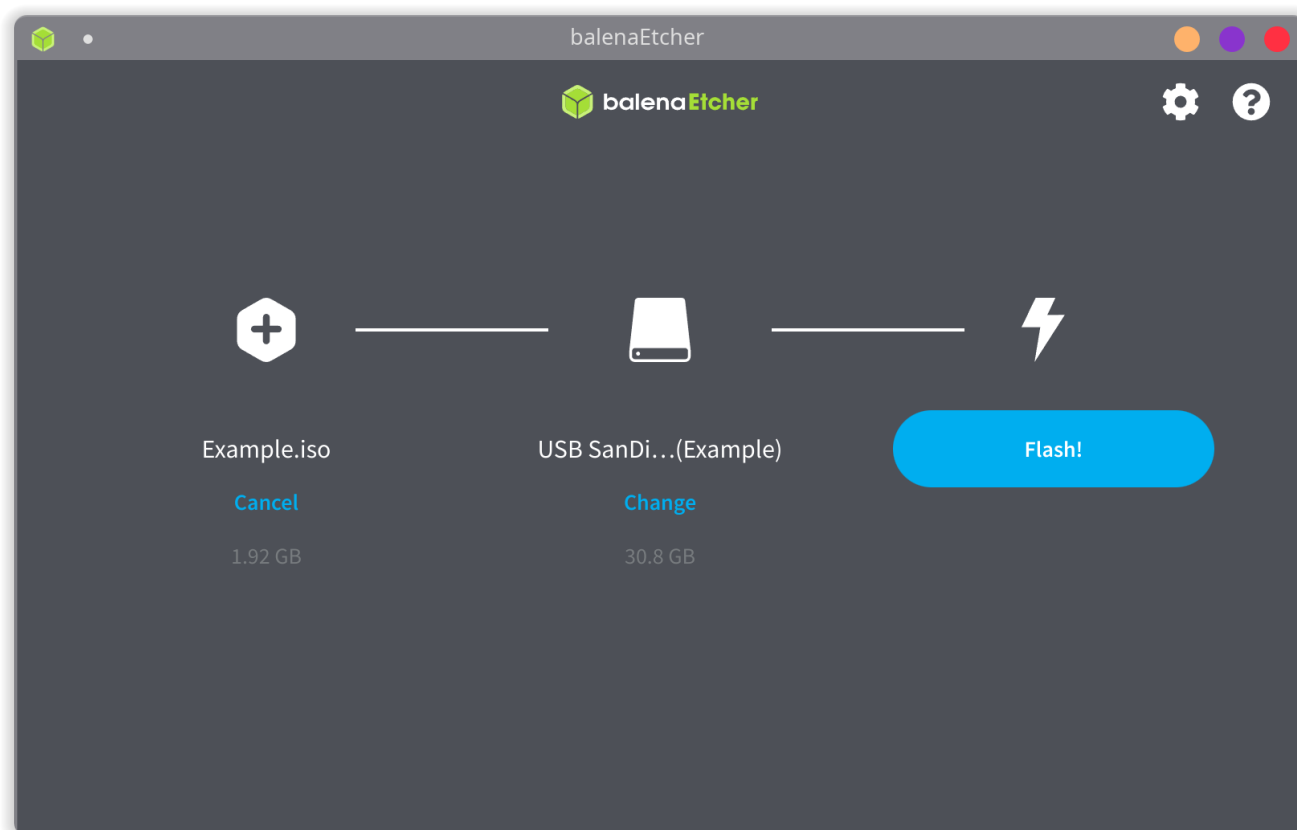 balenaEtcher
balenaEtcher
Example.iso
Cancel
1.92 GB
USB SanDi...(Example)
Change
30.8 GB
Flash!